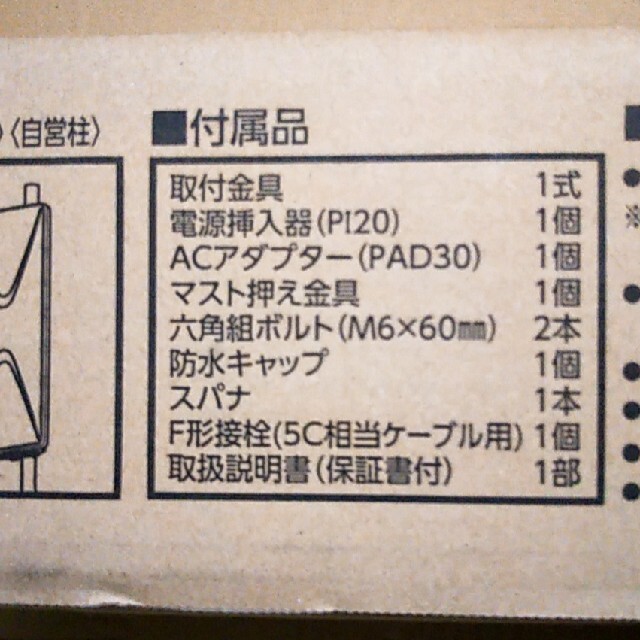 〈自営柱〉
■付属品
取付金具 1式
電源挿入器(PI20) 1個
ACアダプター(PAD30) 1個
マスト押え金具 1個
六角組ボルト(M6×60㎜) 2本
防水キャップ 1個
スパナ 1本
F形接栓(5C相当ケーブル用) 1個
取扱説明書(保証書付) 1部
※